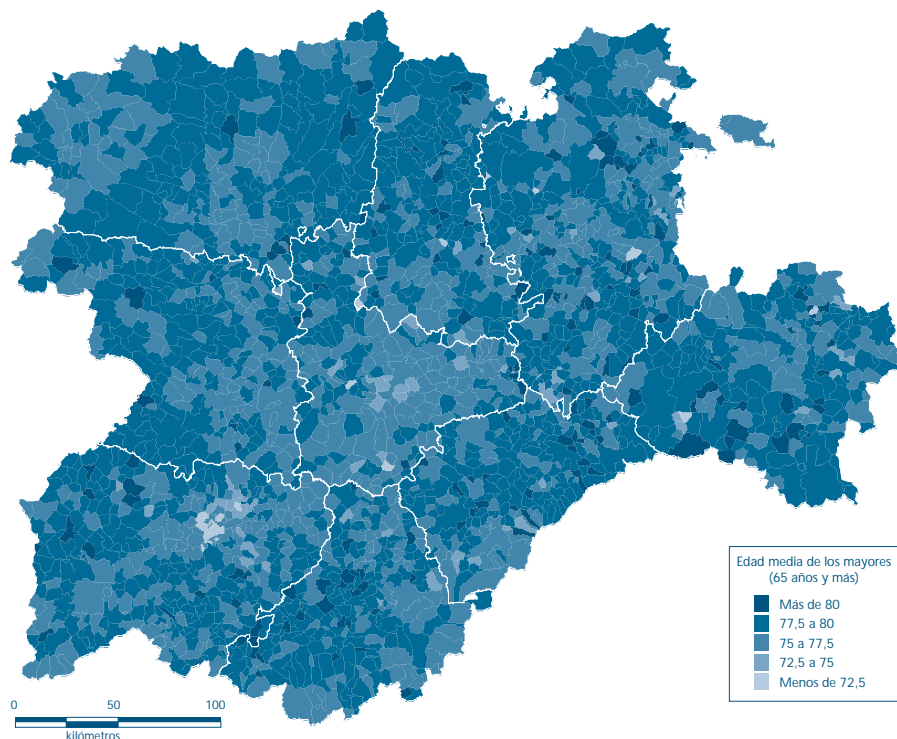 Edad media de los mayores
(65 años y más)
Más de 80
77,5 a 80
75 a 77,5
72,5 a 75
Menos de 72,5
0 50 100
kilómetros